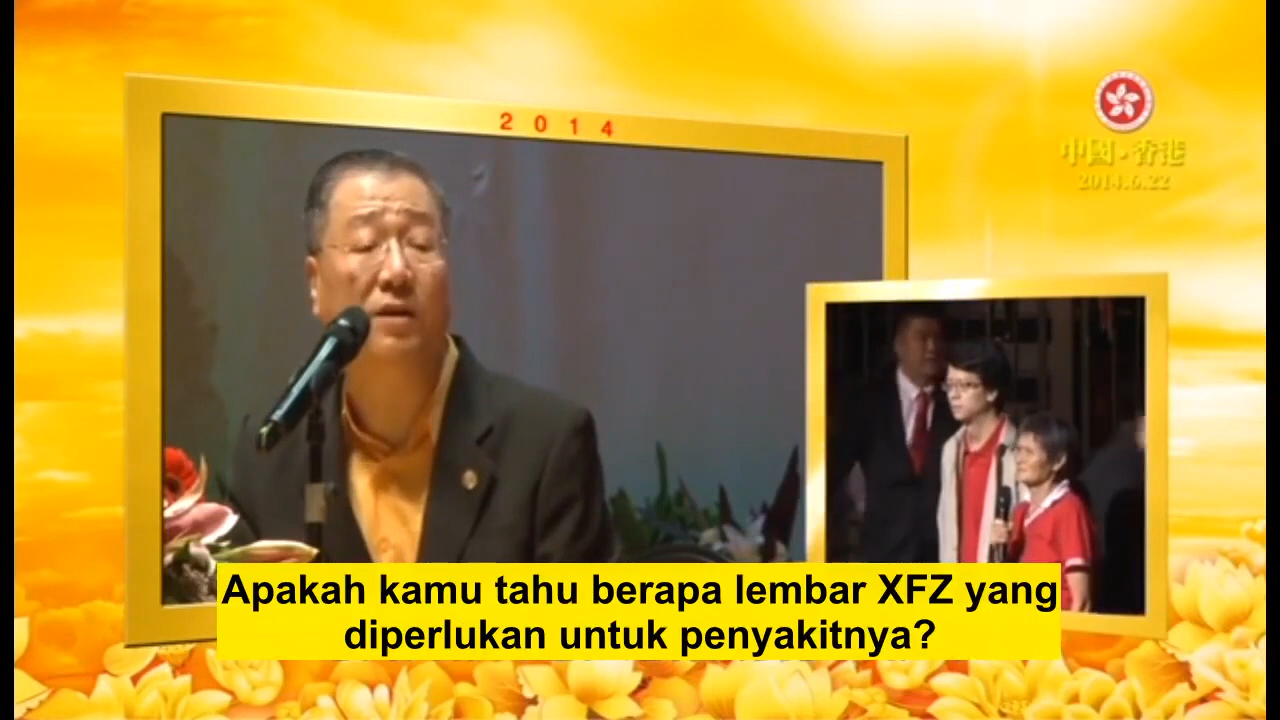 2014
中國·香港
2014.6.22
Apakah kamu tahu berapa lembar XFZ yang
diperlukan untuk penyakitnya?